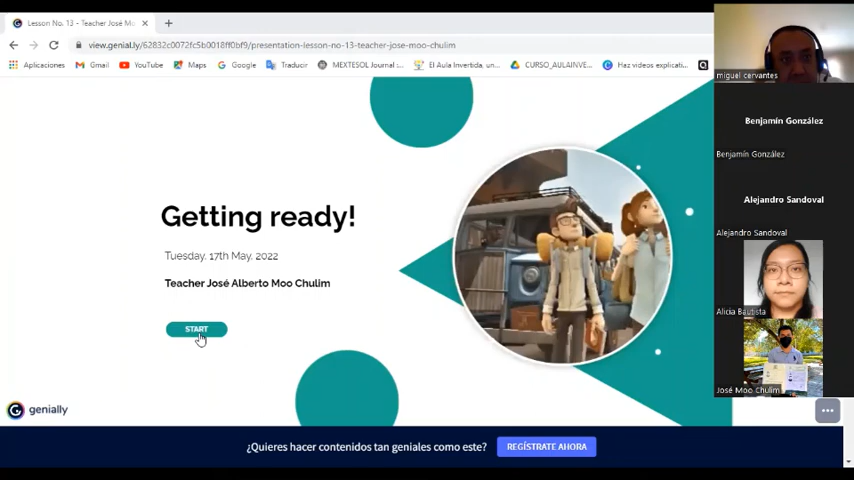 Lesson No. 13 - Teacher José Mo
view.genial.ly/62832c0072fc5b0018ff0bf9/presentation-lesson-no-13-teacher-jose-moo-chulim
Aplicaciones Gmail YouTube Maps Google Traducir MEXTESOL Journal :... El Aula Invertida, un... CURSO_AULAINVE... Haz videos explicati...
Getting ready!
Tuesday, 17th May, 2022
Teacher José Alberto Moo Chulim
START
genially
¿Quieres hacer contenidos tan geniales como este? REGÍSTRATE AHORA
miguel cervantes
Benjamín González
Benjamín González
Alejandro Sandoval
Alejandro Sandoval
Alicia Bautista
José Moo Chulim